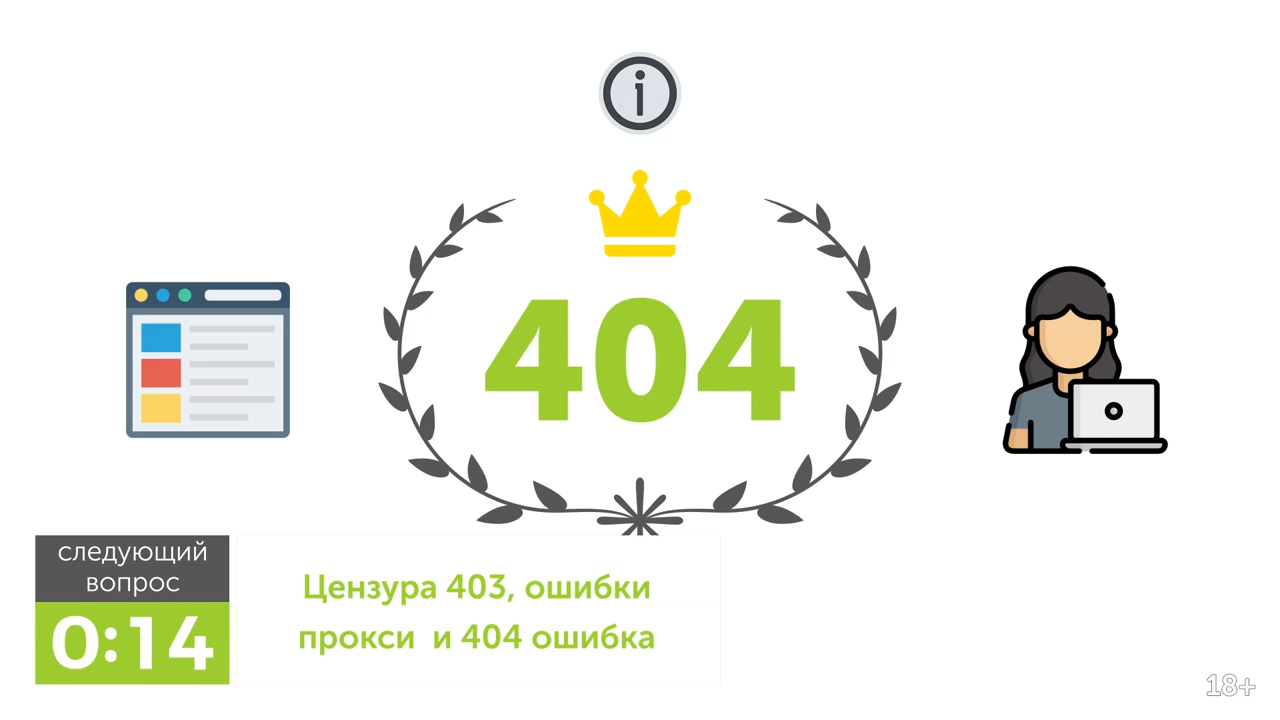 404
следующий
вопрос
0:14
Цензура 403, ошибки
прокси и 404 ошибка
18+